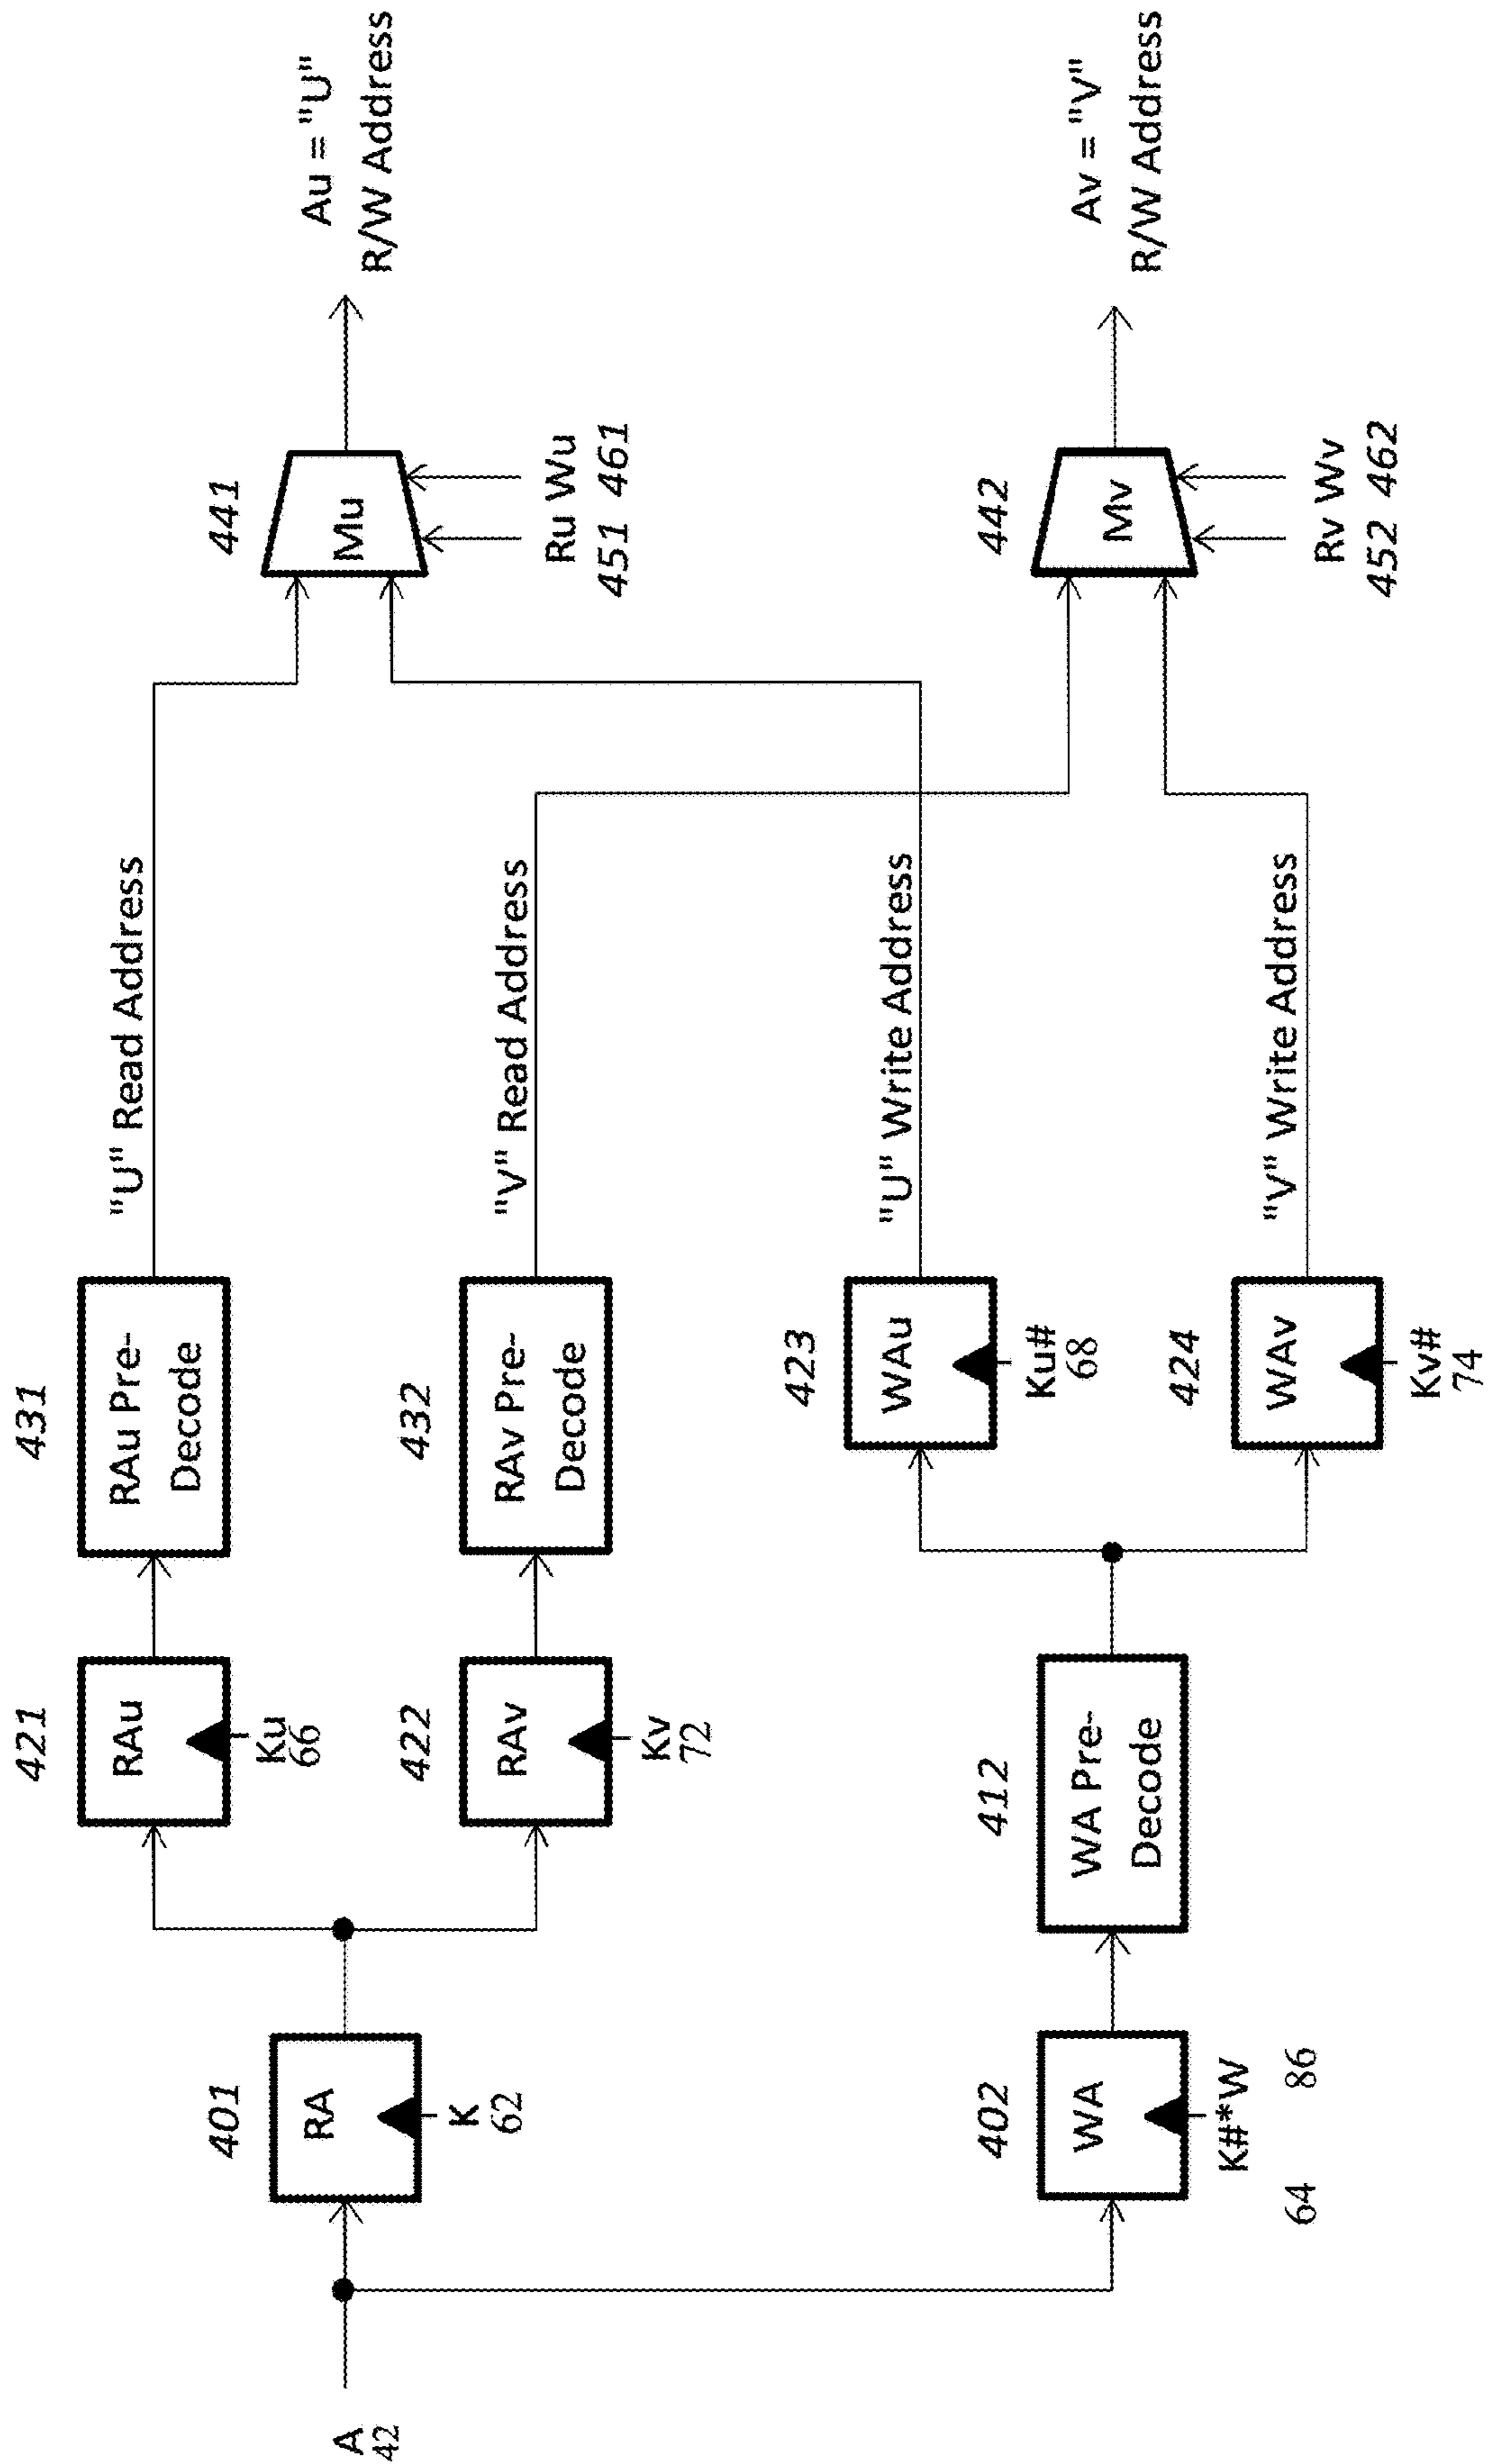 421
431
RAu
RAu Pre-
Decode
"U" Read Address
Ku
66
441
Mu
Au = "U"
R/W Address
401
RA
K
62
Ru Wu
451 461
A
42
422
432
RAv
RAv Pre-
Decode
"V" Read Address
Kv
72
423
WAu
"U" Write Address
Ku#
68
402
WA
412
WA Pre-
Decode
442
Mv
Av = "V"
R/W Address
K#*W
64 86
424
WAv
"V" Write Address
Kv#
74
Rv Wv
452 462